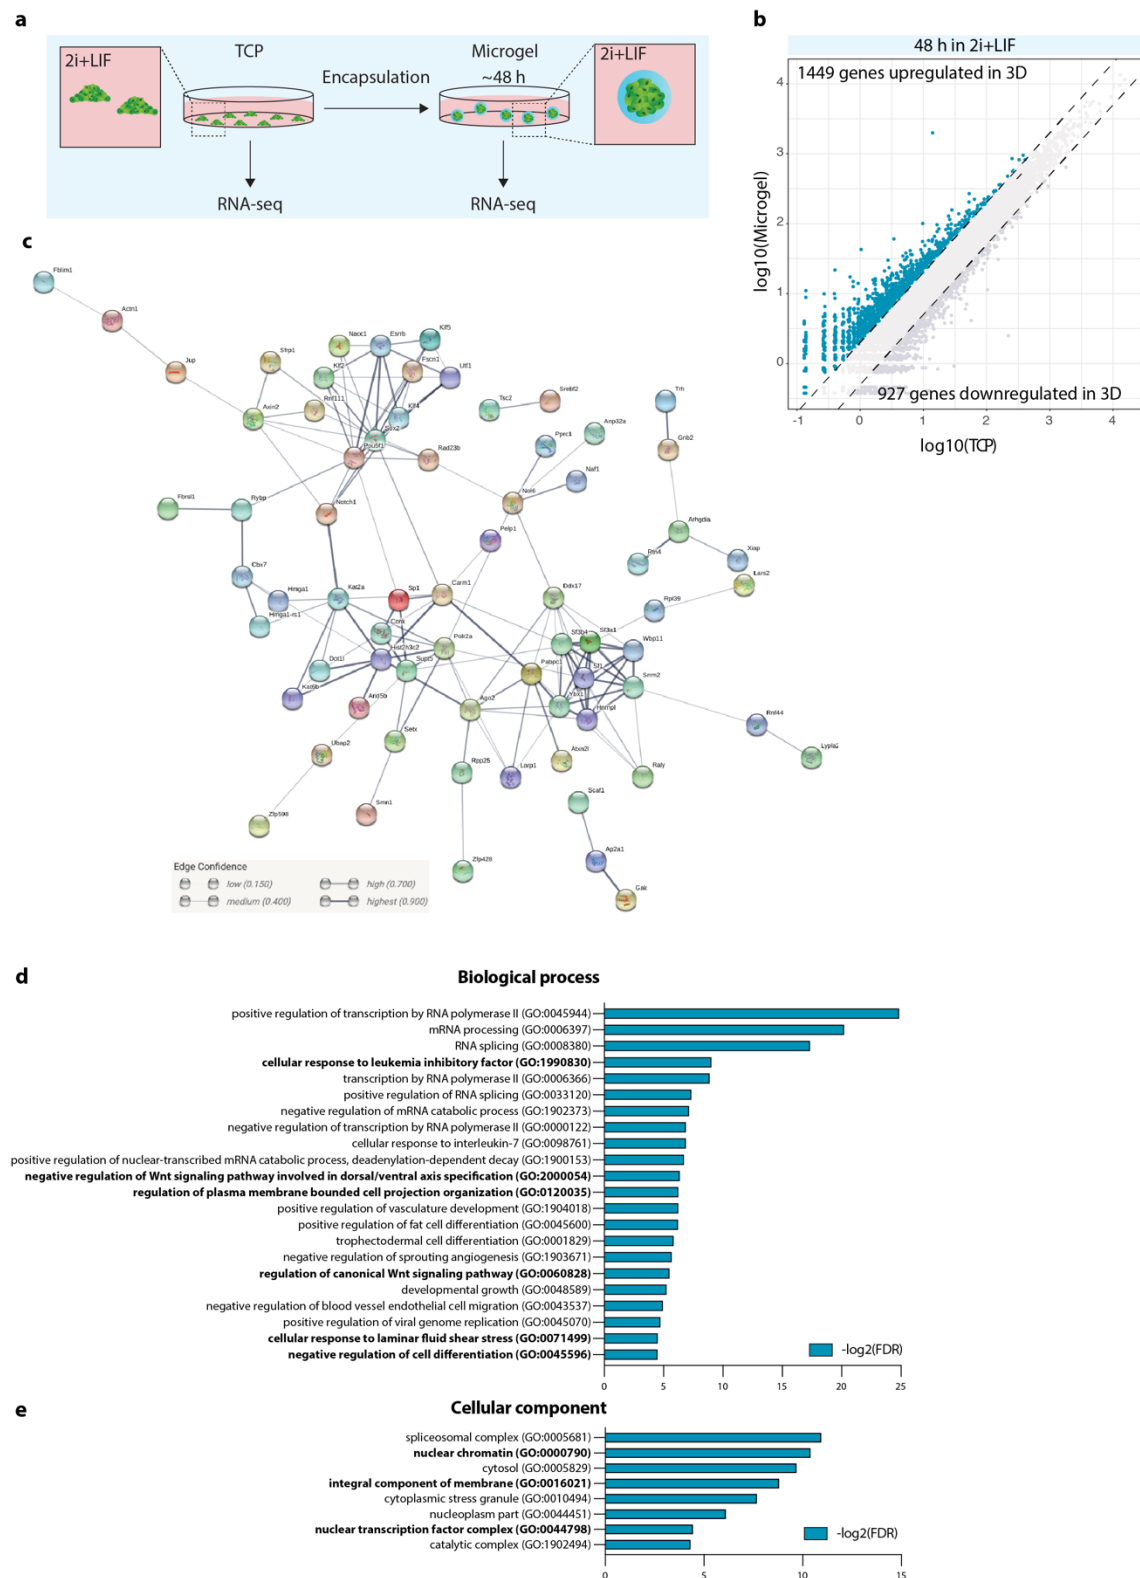 a
2i+LIF
TCP
Encapsulation
Microgel
~48 h
2i+LIF
RNA-seq
RNA-seq
b
48 h in 2i+LIF
1449 genes upregulated in 3D
927 genes downregulated in 3D
log10(Microgel)
4
3
2
1
0
-1
0
1
2
3
4
log10(TCP)
c
Fblim1
Actn1
Jup
Sfrp1
Axin2
Rnf111
Nacc1
Esrrb
Klf5
Klf2
Fscn1
Utf1
Klf4
Sox2
Pou5f1
Rad23b
Notch1
Tsc2
Srebf2
Pprc1
Anp32a
Naf1
Nol6
Pelp1
Trh
Gnb2
Arhgdia
Rtn4
Xiap
Lars2
Rpl39
Fbrsl1
Rybp
Cbx7
Hmga1
Hmga1-rs1
Kat2a
Sp1
Carm1
Ccnk
Hist2h3c2
Polr2a
Supt5
Dot1l
Kat6b
Arid5b
Ubap2
Zfp598
Setx
Smn1
Ddx17
Sf3b4
Sf3a1
Wbp11
Sf1
Srrm2
Pabpc1
Ybx1
Hnrnpl
Ago2
Atxn2l
Larp1
Raly
Rpp25
Zfp428
Rnf44
Scaf1
Ap2a1
Gak
Edge Confidence
low (0.150)
high (0.700)
medium (0.400)
highest (0.900)
d
Biological process
positive regulation of transcription by RNA polymerase II (GO:0045944)
mRNA processing (GO:0006397)
RNA splicing (GO:0008380)
cellular response to leukemia inhibitory factor (GO:1990830)
transcription by RNA polymerase II (GO:0006366)
positive regulation of RNA splicing (GO:0033120)
negative regulation of mRNA catabolic process (GO:1902373)
negative regulation of transcription by RNA polymerase II (GO:0000122)
cellular response to interleukin-7 (GO:0098761)
positive regulation of nuclear-transcribed mRNA catabolic process, deadenylation-dependent decay (GO:1900153)
negative regulation of Wnt signaling pathway involved in dorsal/ventral axis specification (GO:2000054)
regulation of plasma membrane bounded cell projection organization (GO:0120035)
positive regulation of vasculature development (GO:1904018)
positive regulation of fat cell differentiation (GO:0045600)
trophectodermal cell differentiation (GO:0001829)
negative regulation of sprouting angiogenesis (GO:1903671)
regulation of canonical Wnt signaling pathway (GO:0060828)
developmental growth (GO:0048589)
negative regulation of blood vessel endothelial cell migration (GO:0043537)
positive regulation of viral genome replication (GO:0045070)
cellular response to laminar fluid shear stress (GO:0071499)
negative regulation of cell differentiation (GO:0045596)
-log2(FDR)
0
5
10
15
20
25
e
Cellular component
spliceosomal complex (GO:0005681)
nuclear chromatin (GO:0000790)
cytosol (GO:0005829)
integral component of membrane (GO:0016021)
cytoplasmic stress granule (GO:0010494)
nucleoplasm part (GO:0044451)
nuclear transcription factor complex (GO:0044798)
catalytic complex (GO:1902494)
-log2(FDR)
0
5
10
15